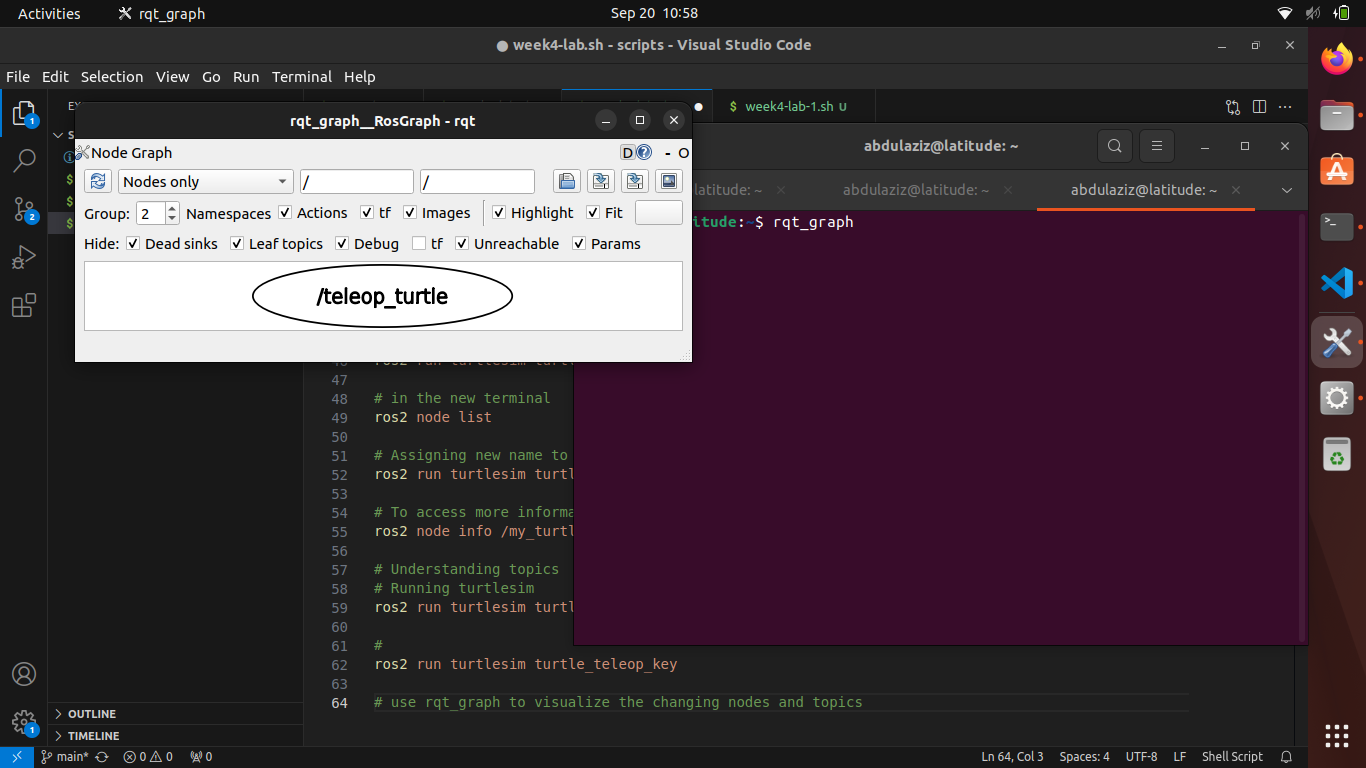 Activities
rqt_graph
Sep 20 10:58
week4-lab.sh - scripts - Visual Studio Code
File Edit Selection View Go Run Terminal Help
week4-lab-1.sh U
rqt_graph__RosGraph - rqt
Node Graph
D
- O
Nodes only
/
/
Group: 2 Namespaces Actions tf Images Highlight Fit
Hide: Dead sinks Leaf topics Debug tf Unreachable Params
/teleop_turtle
abdulaziz@latitude: ~
latitude: ~
abdulaziz@latitude: ~
abdulaziz@latitude: ~
itude:~$ rqt_graph
47
48 # in the new terminal
49 ros2 node list
50
51 # Assigning new name to
52 ros2 run turtlesim turtl
53
54 # To access more informa
55 ros2 node info /my_turtl
56
57 # Understanding topics
58 # Running turtlesim
59 ros2 run turtlesim turtl
60
61 #
62 ros2 run turtlesim turtle_teleop_key
63
64 # use rqt_graph to visualize the changing nodes and topics
1
2
1
OUTLINE
TIMELINE
main* 0 0 0
Ln 64, Col 3 Spaces: 4 UTF-8 LF Shell Script